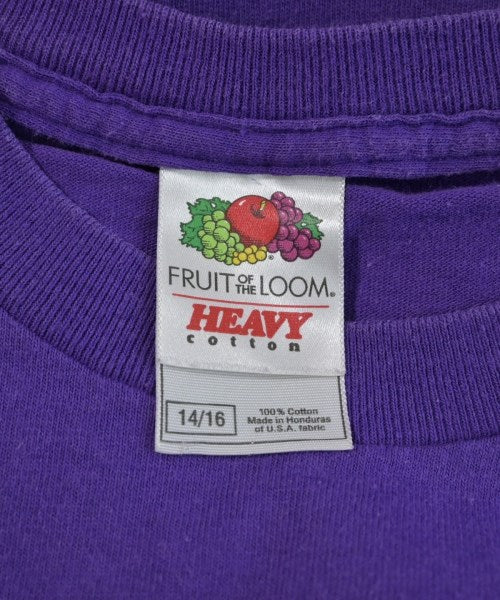 FRUIT OF THE LOOM®
HEAVY
cotton
14/16
100% Cotton
Made in Honduras
of U.S.A. fabric